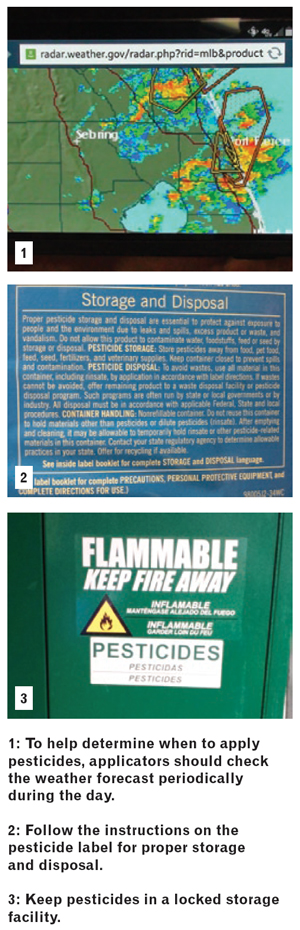 radar.weather.gov/radar.php?rid=mlb&product
Sebring
1
Storage and Disposal
Proper pesticide storage and disposal are essential to protect against exposure to
people and the environment due to leaks and spills, excess product or waste, and
vandalism. Do not allow this product to contaminate water, foodstuffs, feed or seed by
storage or disposal. PESTICIDE STORAGE: Store pesticides away from food, pet food,
feed, seed, fertilizers, and veterinary supplies. Keep container closed to prevent spills
and contamination. PESTICIDE DISPOSAL: To avoid wastes, use all material in this
container, including rinsate, by application in accordance with label directions. If wastes
cannot be avoided, offer remaining product to a waste disposal facility or pesticide
disposal program. Such programs are often run by state or local governments or by
industry. All disposal must be in accordance with applicable Federal, State and local
procedures. CONTAINER HANDLING: Nonrefillable container. Do not reuse this container
to hold materials other than pesticides or dilute pesticides (rinsate). After emptying
and cleaning, it may be allowable to temporarily hold rinsate or other pesticide-related
materials in this container. Contact your state regulatory agency to determine allowable
practices in your state. Offer for recycling if available.
See inside label booklet for complete STORAGE and DISPOSAL language.
label booklet for complete PRECAUTIONS, PERSONAL PROTECTIVE EQUIPMENT, and
COMPLETE DIRECTIONS FOR USE.)
2
FLAMMABLE
KEEP FIRE AWAY
INFLAMABLE
MANTÉNGASE ALEJADO DEL FUEGO
INFLAMMABLE
GARDER LOIN DU FEU
PESTICIDES
PESTICIDAS
PESTICIDES
3
1: To help determine when to apply
pesticides, applicators should check
the weather forecast periodically
during the day.
2: Follow the instructions on the
pesticide label for proper storage
and disposal.
3: Keep pesticides in a locked storage
facility.